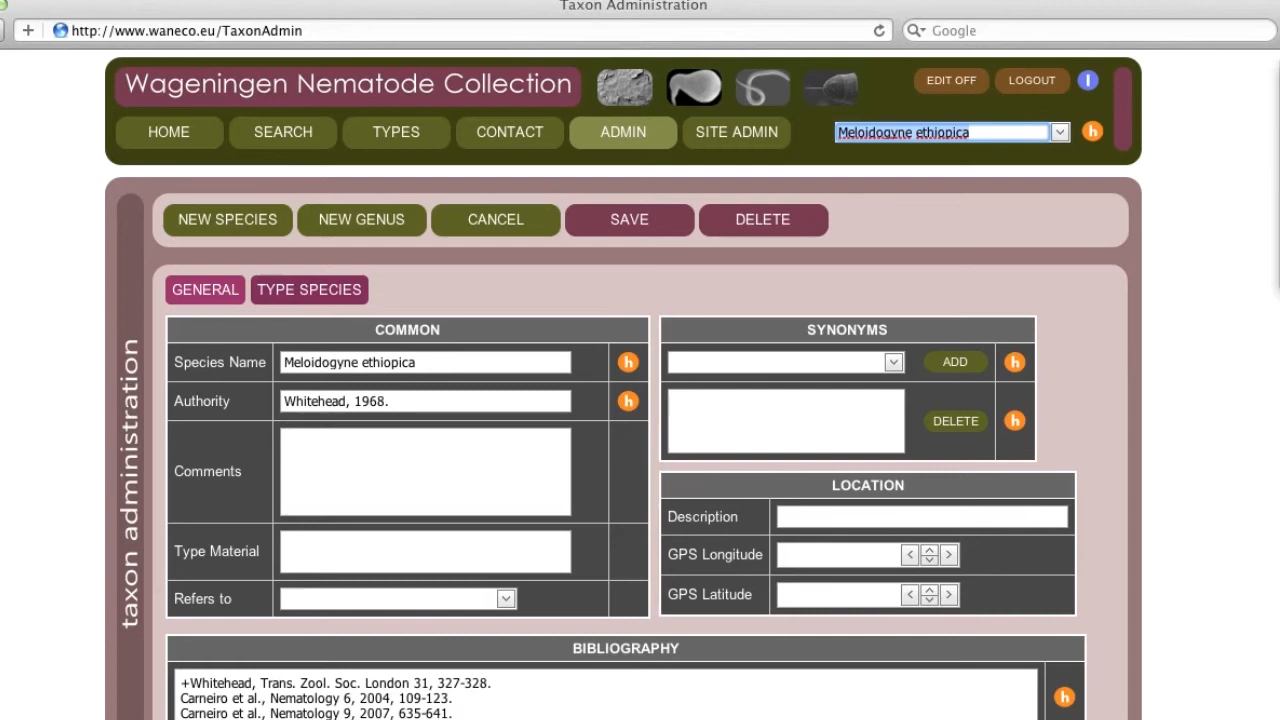 Taxon Administration
http://www.waneco.eu/TaxonAdmin
Google
Wageningen Nematode Collection
EDIT OFF
LOGOUT
I
HOME
SEARCH
TYPES
CONTACT
ADMIN
SITE ADMIN
Meloidogyne ethiopica
h
NEW SPECIES
NEW GENUS
CANCEL
SAVE
DELETE
taxon administration
GENERAL
TYPE SPECIES
COMMON
Species Name
Meloidogyne ethiopica
h
Authority
Whitehead, 1968.
h
Comments
Type Material
Refers to
SYNONYMS
ADD
h
DELETE
h
LOCATION
Description
GPS Longitude
GPS Latitude
BIBLIOGRAPHY
+Whitehead, Trans. Zool. Soc. London 31, 327-328.
Carneiro et al., Nematology 6, 2004, 109-123.
Carneiro et al., Nematology 9, 2007, 635-641.
h